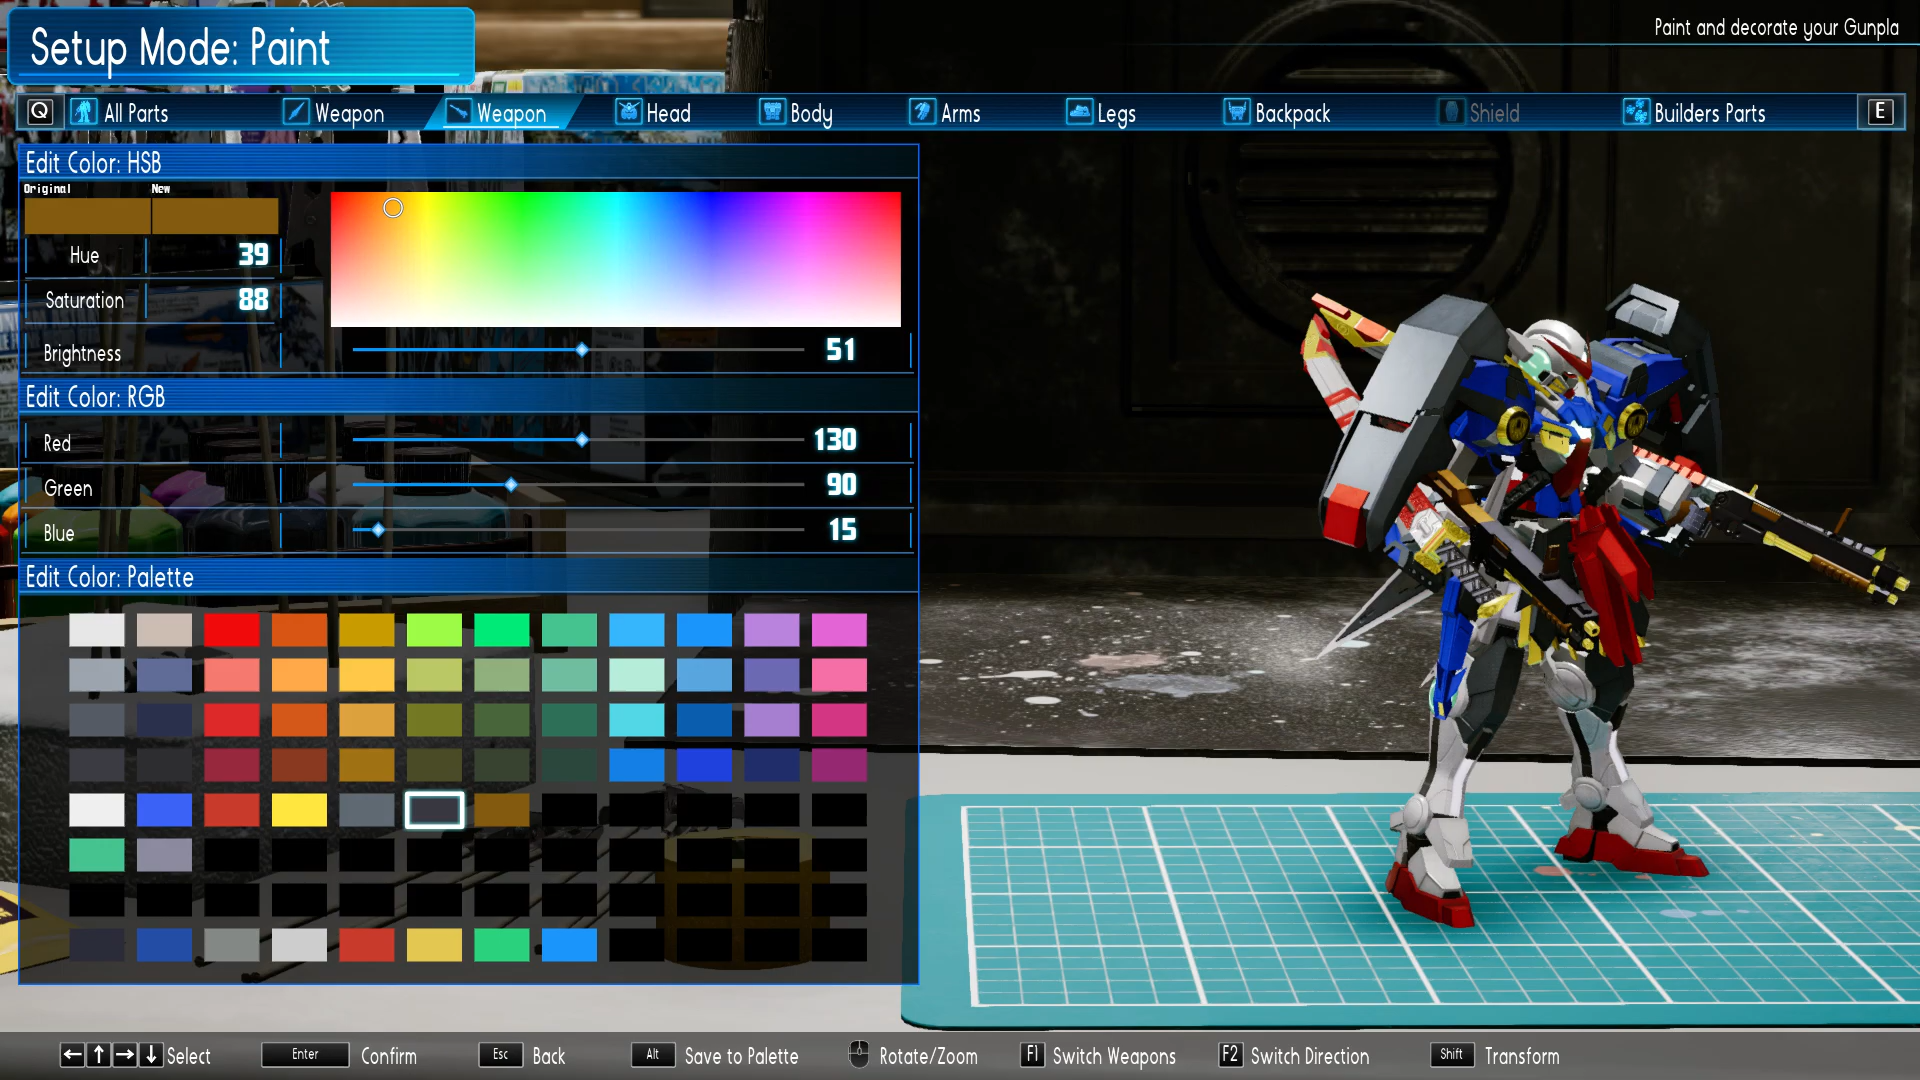 Setup Mode: Paint
Paint and decorate your Gunpla
Q All Parts Weapon Weapon Head Body Arms Legs Backpack Shield Builders Parts E
Edit Color: HSB
Original New
Hue 39
Saturation 88
Brightness 51
Edit Color: RGB
Red 130
Green 90
Blue 15
Edit Color: Palette
← ↑ → ↓ Select Enter Confirm Esc Back Alt Save to Palette Rotate/Zoom F1 Switch Weapons F2 Switch Direction Shift Transform